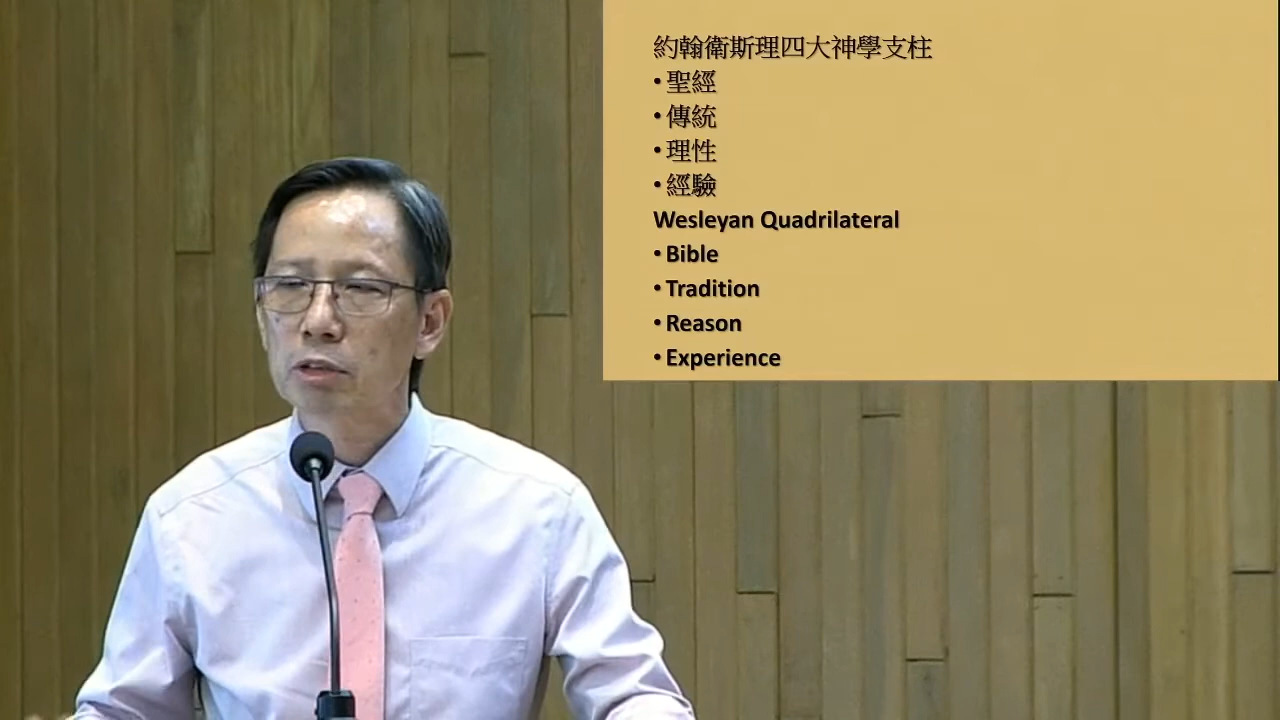 約翰衛斯理四大神學支柱
• 聖經
• 傳統
• 理性
• 經驗
Wesleyan Quadrilateral
• Bible
• Tradition
• Reason
• Experience